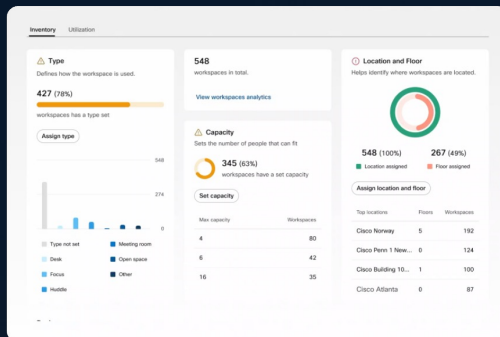 Inventory Utilization
Type
Defines how the workspace is used.
427 (78%)
workspaces has a type set
Assign type
548
274
0
Type not set
Meeting room
Desk
Open space
Focus
Other
Huddle
548
workspaces in total.
View workspaces analytics
Capacity
Sets the number of people that can fit
345 (63%)
workspaces have a set capacity
Set capacity
Max capacity Workspaces
4 80
6 42
16 35
Location and Floor
Helps identify where workspaces are located.
548 (100%) 267 (49%)
Location assigned Floor assigned
Assign location and floor
Top locations Floors Workspaces
Cisco Norway 5 192
Cisco Penn 1 New... 0 124
Cisco Building 10... 1 100
Cisco Atlanta 0 87